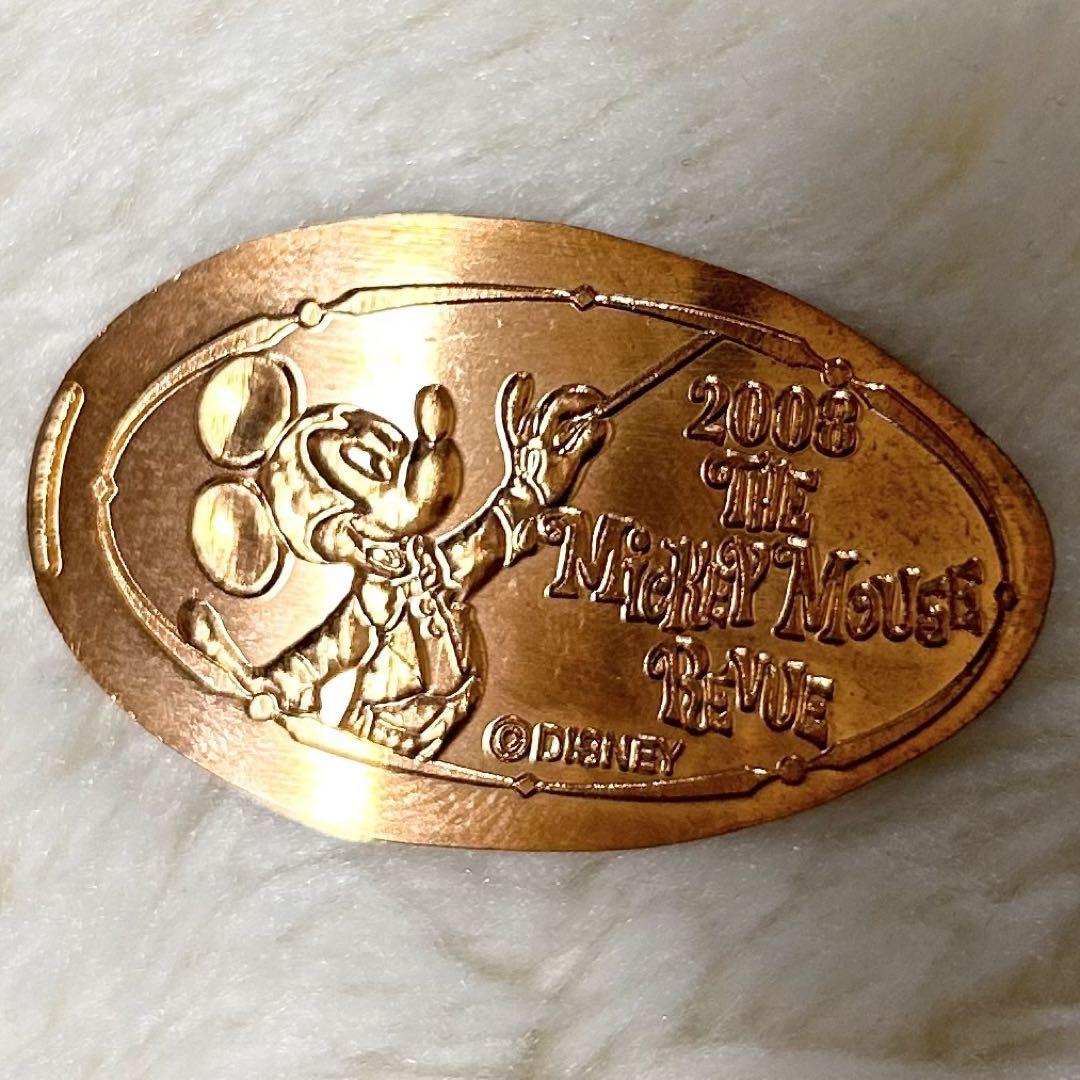 2008
THE
MICKEY MOUSE
REVUE
©DISNEY